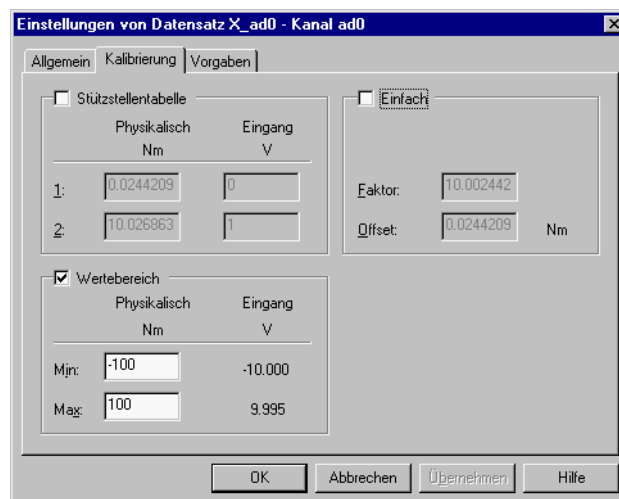 Einstellungen von Datensatz X_ad0 - Kanal ad0
Allgemein Kalibrierung Vorgaben
Stützstellentabelle
Physikalisch Eingang
Nm V
1: 0.0244209 0
2: 10.026863 1
Einfach
Faktor: 10.002442
Offset: 0.0244209 Nm
Wertebereich
Physikalisch Eingang
Nm V
Min: -100 -10.000
Max: 100 9.995
OK Abbrechen Übernehmen Hilfe